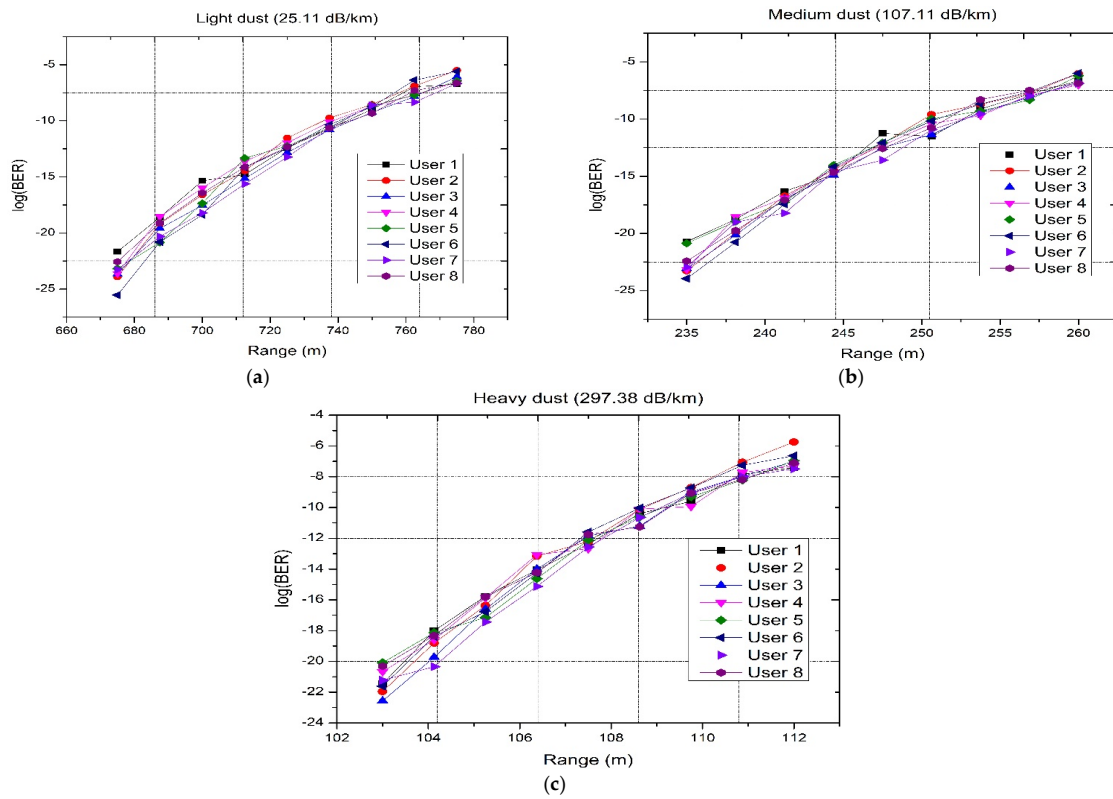 Light dust (25.11 dB/km)
-5
-10
-15
-20
-25
log(BER)
User 1
User 2
User 3
User 4
User 5
User 6
User 7
User 8
660 680 700 720 740 760 780
Range (m)
(a)
Medium dust (107.11 dB/km)
-5
-10
-15
-20
-25
log(BER)
User 1
User 2
User 3
User 4
User 5
User 6
User 7
User 8
235 240 245 250 255 260
Range (m)
(b)
Heavy dust (297.38 dB/km)
-4
-6
-8
-10
-12
-14
-16
-18
-20
-22
-24
log(BER)
User 1
User 2
User 3
User 4
User 5
User 6
User 7
User 8
102 104 106 108 110 112
Range (m)
(c)